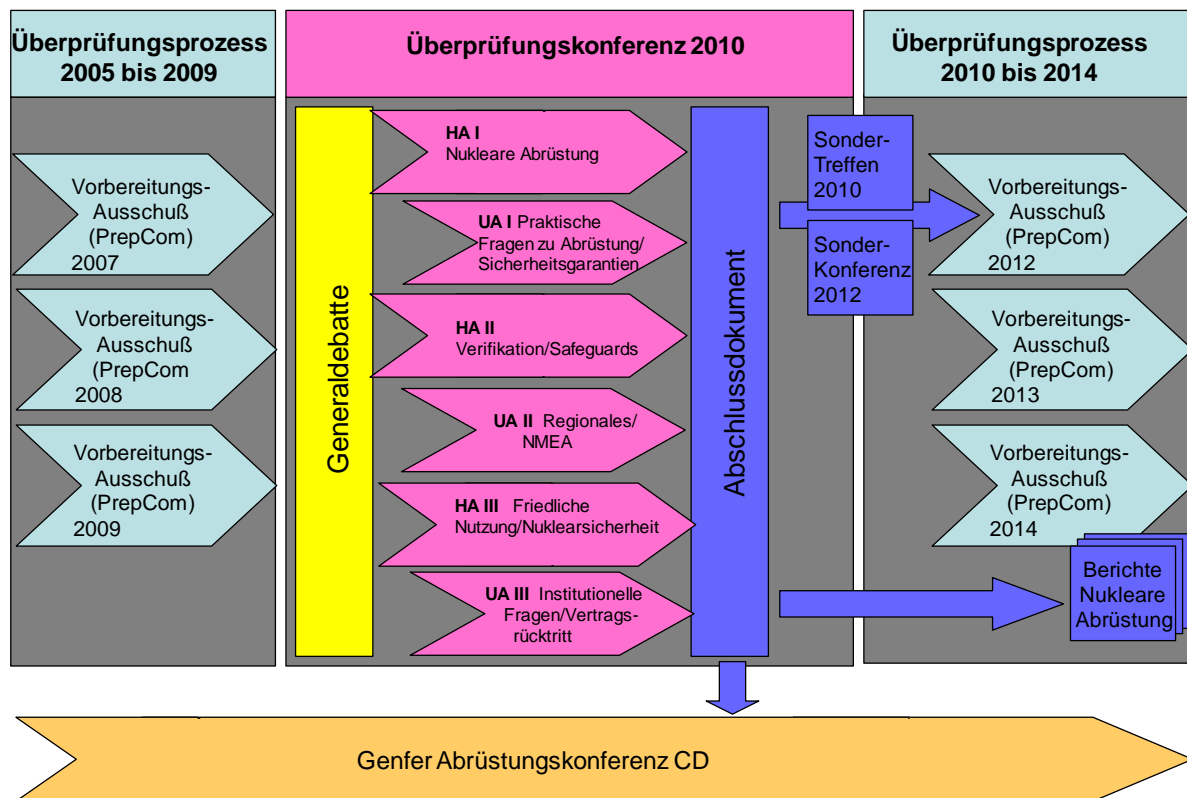 Überprüfungsprozess
2005 bis 2009
Vorbereitungs-
Ausschuß
(PrepCom)
2007
Vorbereitungs-
Ausschuß
(PrepCom
2008
Vorbereitungs-
Ausschuß
(PrepCom)
2009
Überprüfungskonferenz 2010
Generaldebatte
HA I
Nukleare Abrüstung
UA I Praktische
Fragen zu Abrüstung/
Sicherheitsgarantien
HA II
Verifikation/Safeguards
UA II Regionales/
NMEA
HA III Friedliche
Nutzung/Nuklearsicherheit
UA III Institutionelle
Fragen/Vertrags-
rücktritt
Abschlussdokument
Sonder-
Treffen
2010
Sonder-
Konferenz
2012
Überprüfungsprozess
2010 bis 2014
Vorbereitungs-
Ausschuß
(PrepCom)
2012
Vorbereitungs-
Ausschuß
(PrepCom)
2013
Vorbereitungs-
Ausschuß
(PrepCom)
2014
Berichte
Nukleare
Abrüstung
Genfer Abrüstungskonferenz CD